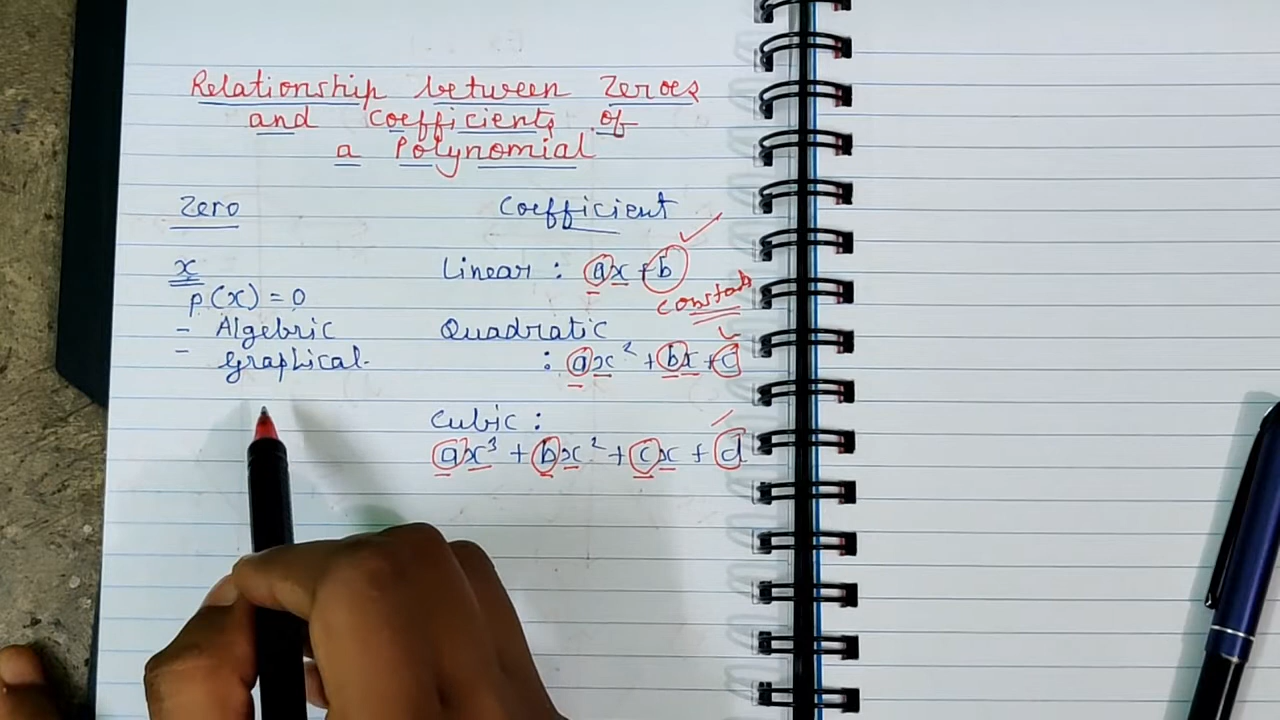 Relationship between Zeroes
and Coefficients of
a Polynomial
Zero
Coefficient
x
p(x) = 0
- Algebric
- Graphical.
Linear : ax + b
Constant
Quadratic
: ax² + bx + c
Cubic :
ax³ + bx² + cx + d